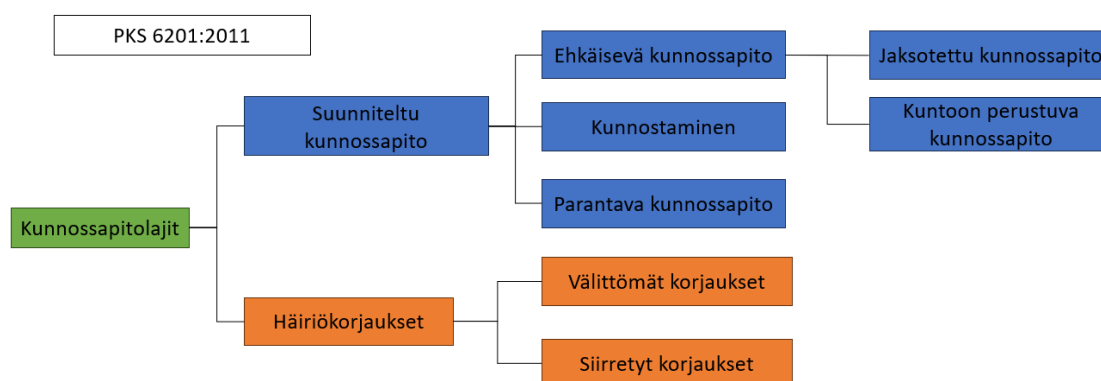 PKS 6201:2011
Ehkäisevä kunnossapito
Jaksotettu kunnossapito
Suunniteltu
kunnossapito
Kunnostaminen
Kuntoon perustuva
kunnossapito
Parantava kunnossapito
Kunnossapitolajit
Välittömät korjaukset
Häiriökorjaukset
Siirretyt korjaukset